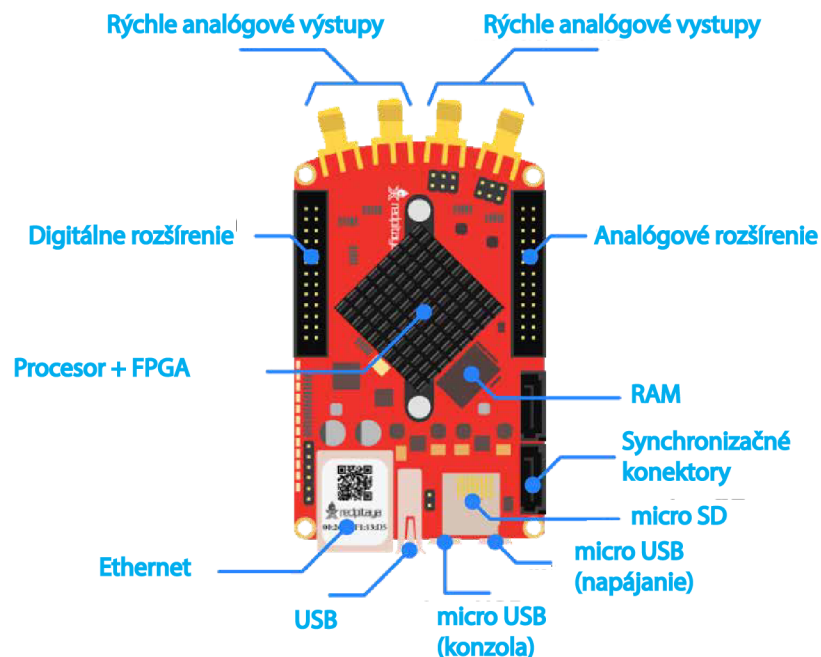 Rýchle analógové výstupy
Rýchle analógové vystupy
Digitálne rozšírenie
Analógové rozšírenie
Procesor + FPGA
RAM
Synchronizačné
konektory
micro SD
micro USB
(napájanie)
Ethernet
USB
micro USB
(konzola)
redpitaya
redpitaya